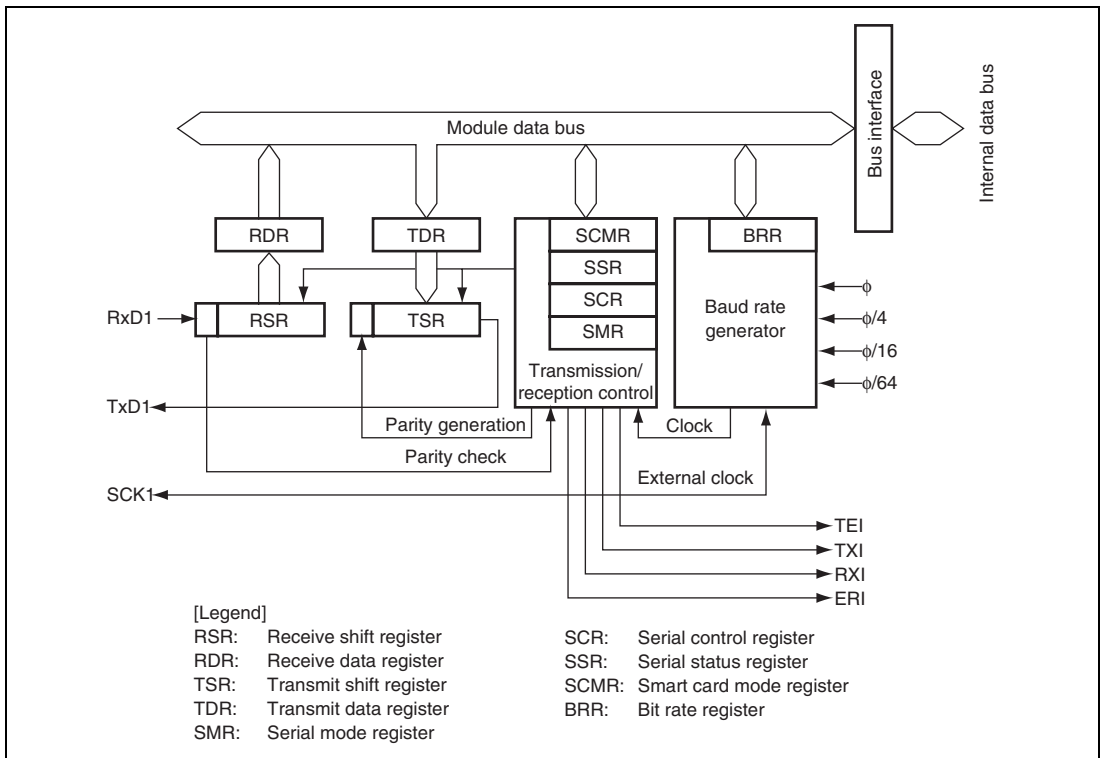 Module data bus
Bus interface
Internal data bus
RDR
TDR
SCMR
BRR
SSR
SCR
SMR
RxD1
RSR
TSR
Baud rate
generator
φ
φ/4
φ/16
φ/64
Transmission/
reception control
TxD1
Parity generation
Clock
Parity check
External clock
SCK1
TEI
TXI
RXI
ERI
[Legend]
RSR: Receive shift register
RDR: Receive data register
TSR: Transmit shift register
TDR: Transmit data register
SMR: Serial mode register
SCR: Serial control register
SSR: Serial status register
SCMR: Smart card mode register
BRR: Bit rate register